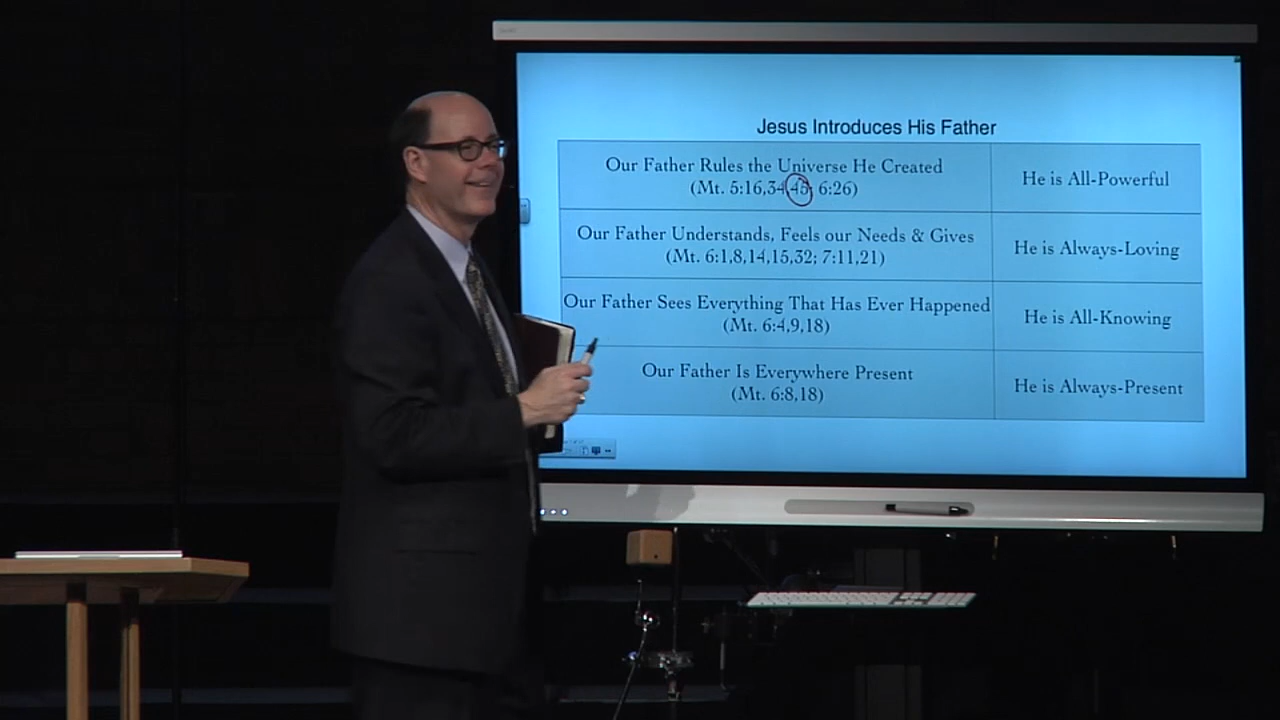 Jesus Introduces His Father
Our Father Rules the Universe He Created
(Mt. 5:16,34,45; 6:26)
He is All-Powerful
Our Father Understands, Feels our Needs & Gives
(Mt. 6:1,8,14,15,32; 7:11,21)
He is Always-Loving
Our Father Sees Everything That Has Ever Happened
(Mt. 6:4,9,18)
He is All-Knowing
Our Father Is Everywhere Present
(Mt. 6:8,18)
He is Always-Present